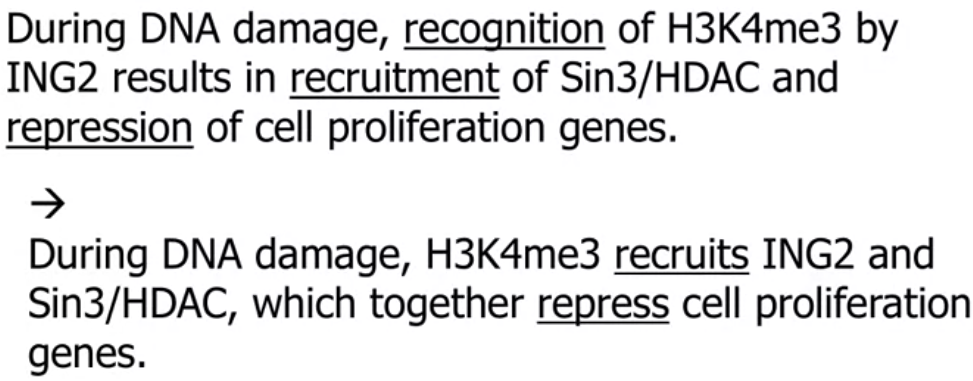 During DNA damage, recognition of H3K4me3 by
ING2 results in recruitment of Sin3/HDAC and
repression of cell proliferation genes.
→
During DNA damage, H3K4me3 recruits ING2 and
Sin3/HDAC, which together repress cell proliferation
genes.